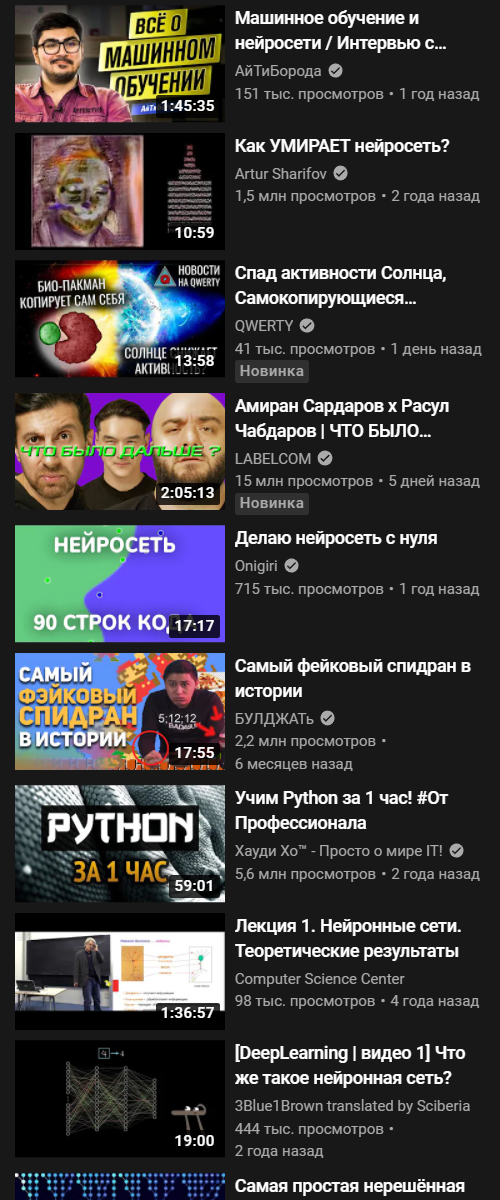 ВСЁ О
МАШИННОМ
ОБУЧЕНИИ
1:45:35
Машинное обучение и
нейросети / Интервью с...
АйТиБорода
151 тыс. просмотров • 1 год назад
10:59
Как УМИРАЕТ нейросеть?
Artur Sharifov
1,5 млн просмотров • 2 года назад
БИО-ПАКМАН
КОПИРУЕТ САМ СЕБЯ
НОВОСТИ
НА QWERTY
СОЛНЦЕ СНИЖАЕТ
АКТИВНОСТЬ?
13:58
Спад активности Солнца,
Самокопирующиеся...
QWERTY
41 тыс. просмотров • 1 день назад
Новинка
ЧТО БЫЛО ДАЛЬШЕ ?
2:05:13
Амиран Сардаров х Расул
Чабдаров | ЧТО БЫЛО...
LABELCOM
15 млн просмотров • 5 дней назад
Новинка
НЕЙРОСЕТЬ
90 СТРОК КОДА
17:17
Делаю нейросеть с нуля
Onigiri
715 тыс. просмотров • 1 год назад
САМЫЙ
ФЭЙКОВЫЙ
СПИДРАН
В ИСТОРИИ
5:12;12
17:55
Самый фейковый спидран в
истории
БУЛДЖАТь
2,2 млн просмотров •
6 месяцев назад
PYTHON
ЗА 1 ЧАС
59:01
Учим Python за 1 час! #От
Профессионала
Хауди Хо™ - Просто о мире IT!
5,6 млн просмотров • 2 года назад
1:36:57
Лекция 1. Нейронные сети.
Теоретические результаты
Computer Science Center
98 тыс. просмотров • 4 года назад
4 → 4
19:00
[DeepLearning | видео 1] Что
же такое нейронная сеть?
3Blue1Brown translated by Sciberia
444 тыс. просмотров •
2 года назад
Самая простая нерешённая